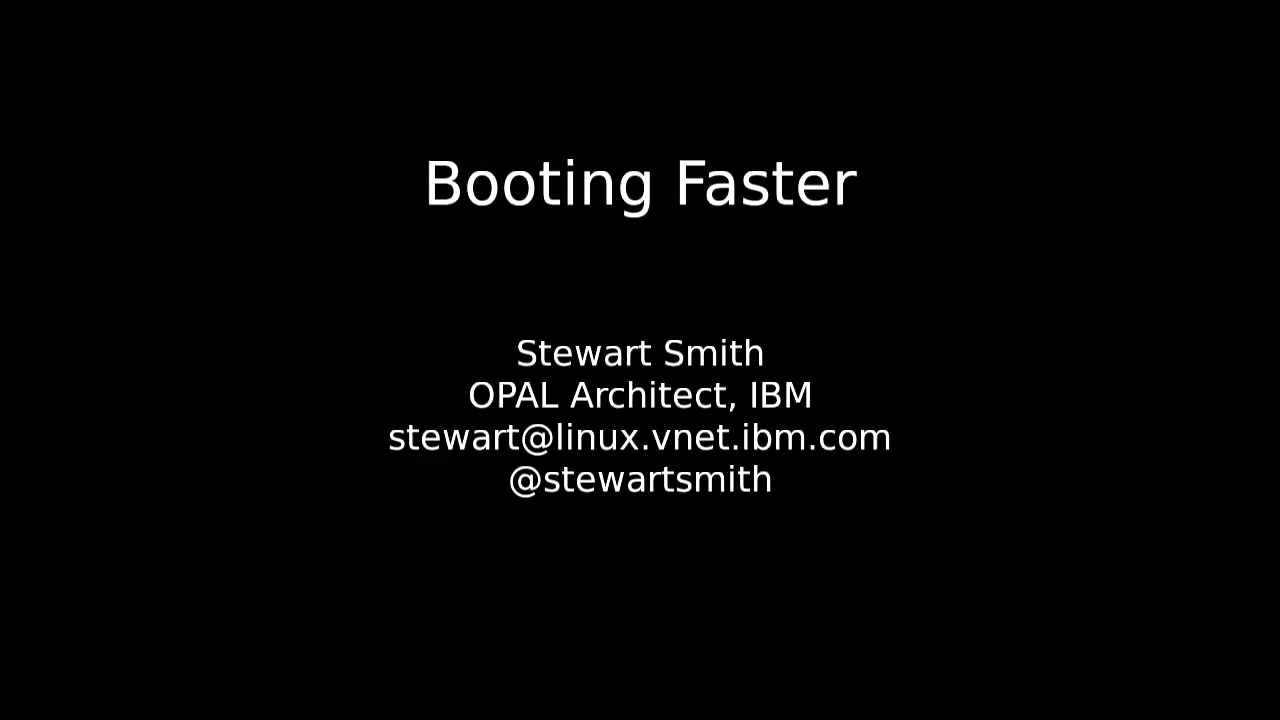 Booting Faster
Stewart Smith
OPAL Architect, IBM
stewart@linux.vnet.ibm.com
@stewartsmith